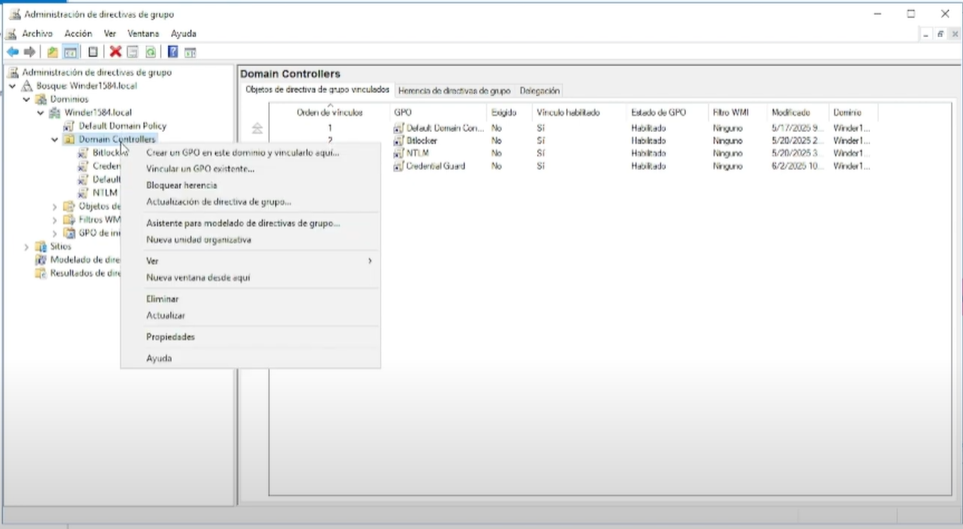 Administración de directivas de grupo
Archivo Acción Ver Ventana Ayuda
Administración de directivas de grupo
Bosque: Winder1584.local
Dominios
Winder1584.local
Default Domain Policy
Domain Controllers
Bitlock
Creden
Default
NTLM
Objetos de
Filtros WM
GPO de ini
Sitios
Modelado de dire
Resultados de dire
Crear un GPO en este dominio y vincularlo aquí...
Vincular un GPO existente...
Bloquear herencia
Actualización de directiva de grupo...
Asistente para modelado de directivas de grupo...
Nueva unidad organizativa
Ver
Nueva ventana desde aquí
Eliminar
Actualizar
Propiedades
Ayuda
Domain Controllers
Objetos de directiva de grupo vinculados Herencia de directivas de grupo Delegación
Orden de vínculos GPO Exigido Vínculo habilitado Estado de GPO Filtro WMI Modificado Dominio
1 Default Domain Con... No Sí Habilitado Ninguno 5/17/2025 9... Winder1...
2 Bitlocker No Sí Habilitado Ninguno 5/20/2025 2... Winder1...
NTLM No Sí Habilitado Ninguno 5/20/2025 3... Winder1...
Credential Guard No Sí Habilitado Ninguno 6/2/2025 10... Winder1...